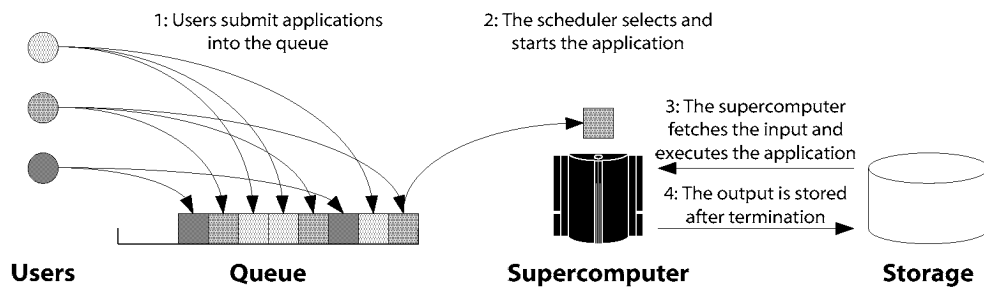 1: Users submit applications
into the queue
2: The scheduler selects and
starts the application
3: The supercomputer
fetches the input and
executes the application
4: The output is stored
after termination
Users
Queue
Supercomputer
Storage